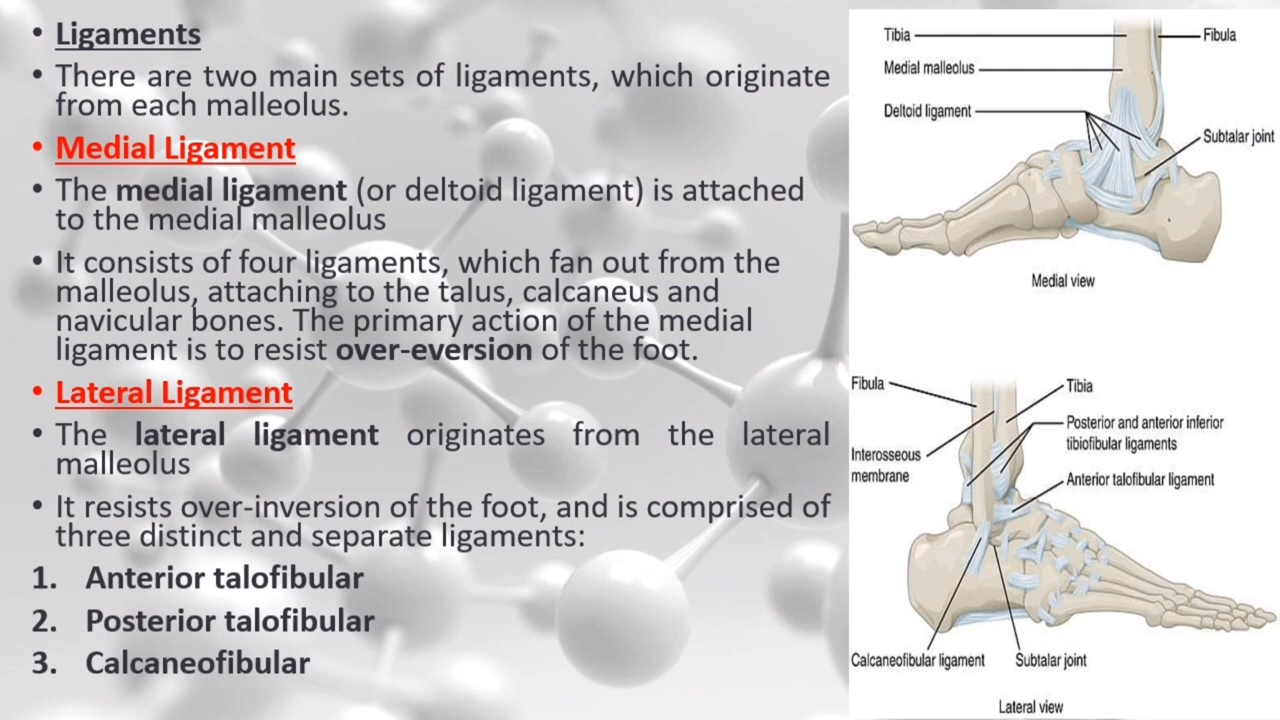 • Ligaments
• There are two main sets of ligaments, which originate
from each malleolus.
• Medial Ligament
• The medial ligament (or deltoid ligament) is attached
to the medial malleolus
• It consists of four ligaments, which fan out from the
malleolus, attaching to the talus, calcaneus and
navicular bones. The primary action of the medial
ligament is to resist over-eversion of the foot.
• Lateral Ligament
• The lateral ligament originates from the lateral
malleolus
• It resists over-inversion of the foot, and is comprised of
three distinct and separate ligaments:
1. Anterior talofibular
2. Posterior talofibular
3. Calcaneofibular
Tibia
Fibula
Medial malleolus
Deltoid ligament
Subtalar joint
Medial view
Fibula
Tibia
Posterior and anterior inferior
tibiofibular ligaments
Interosseous
membrane
Anterior talofibular ligament
Calcaneofibular ligament
Subtalar joint
Lateral view